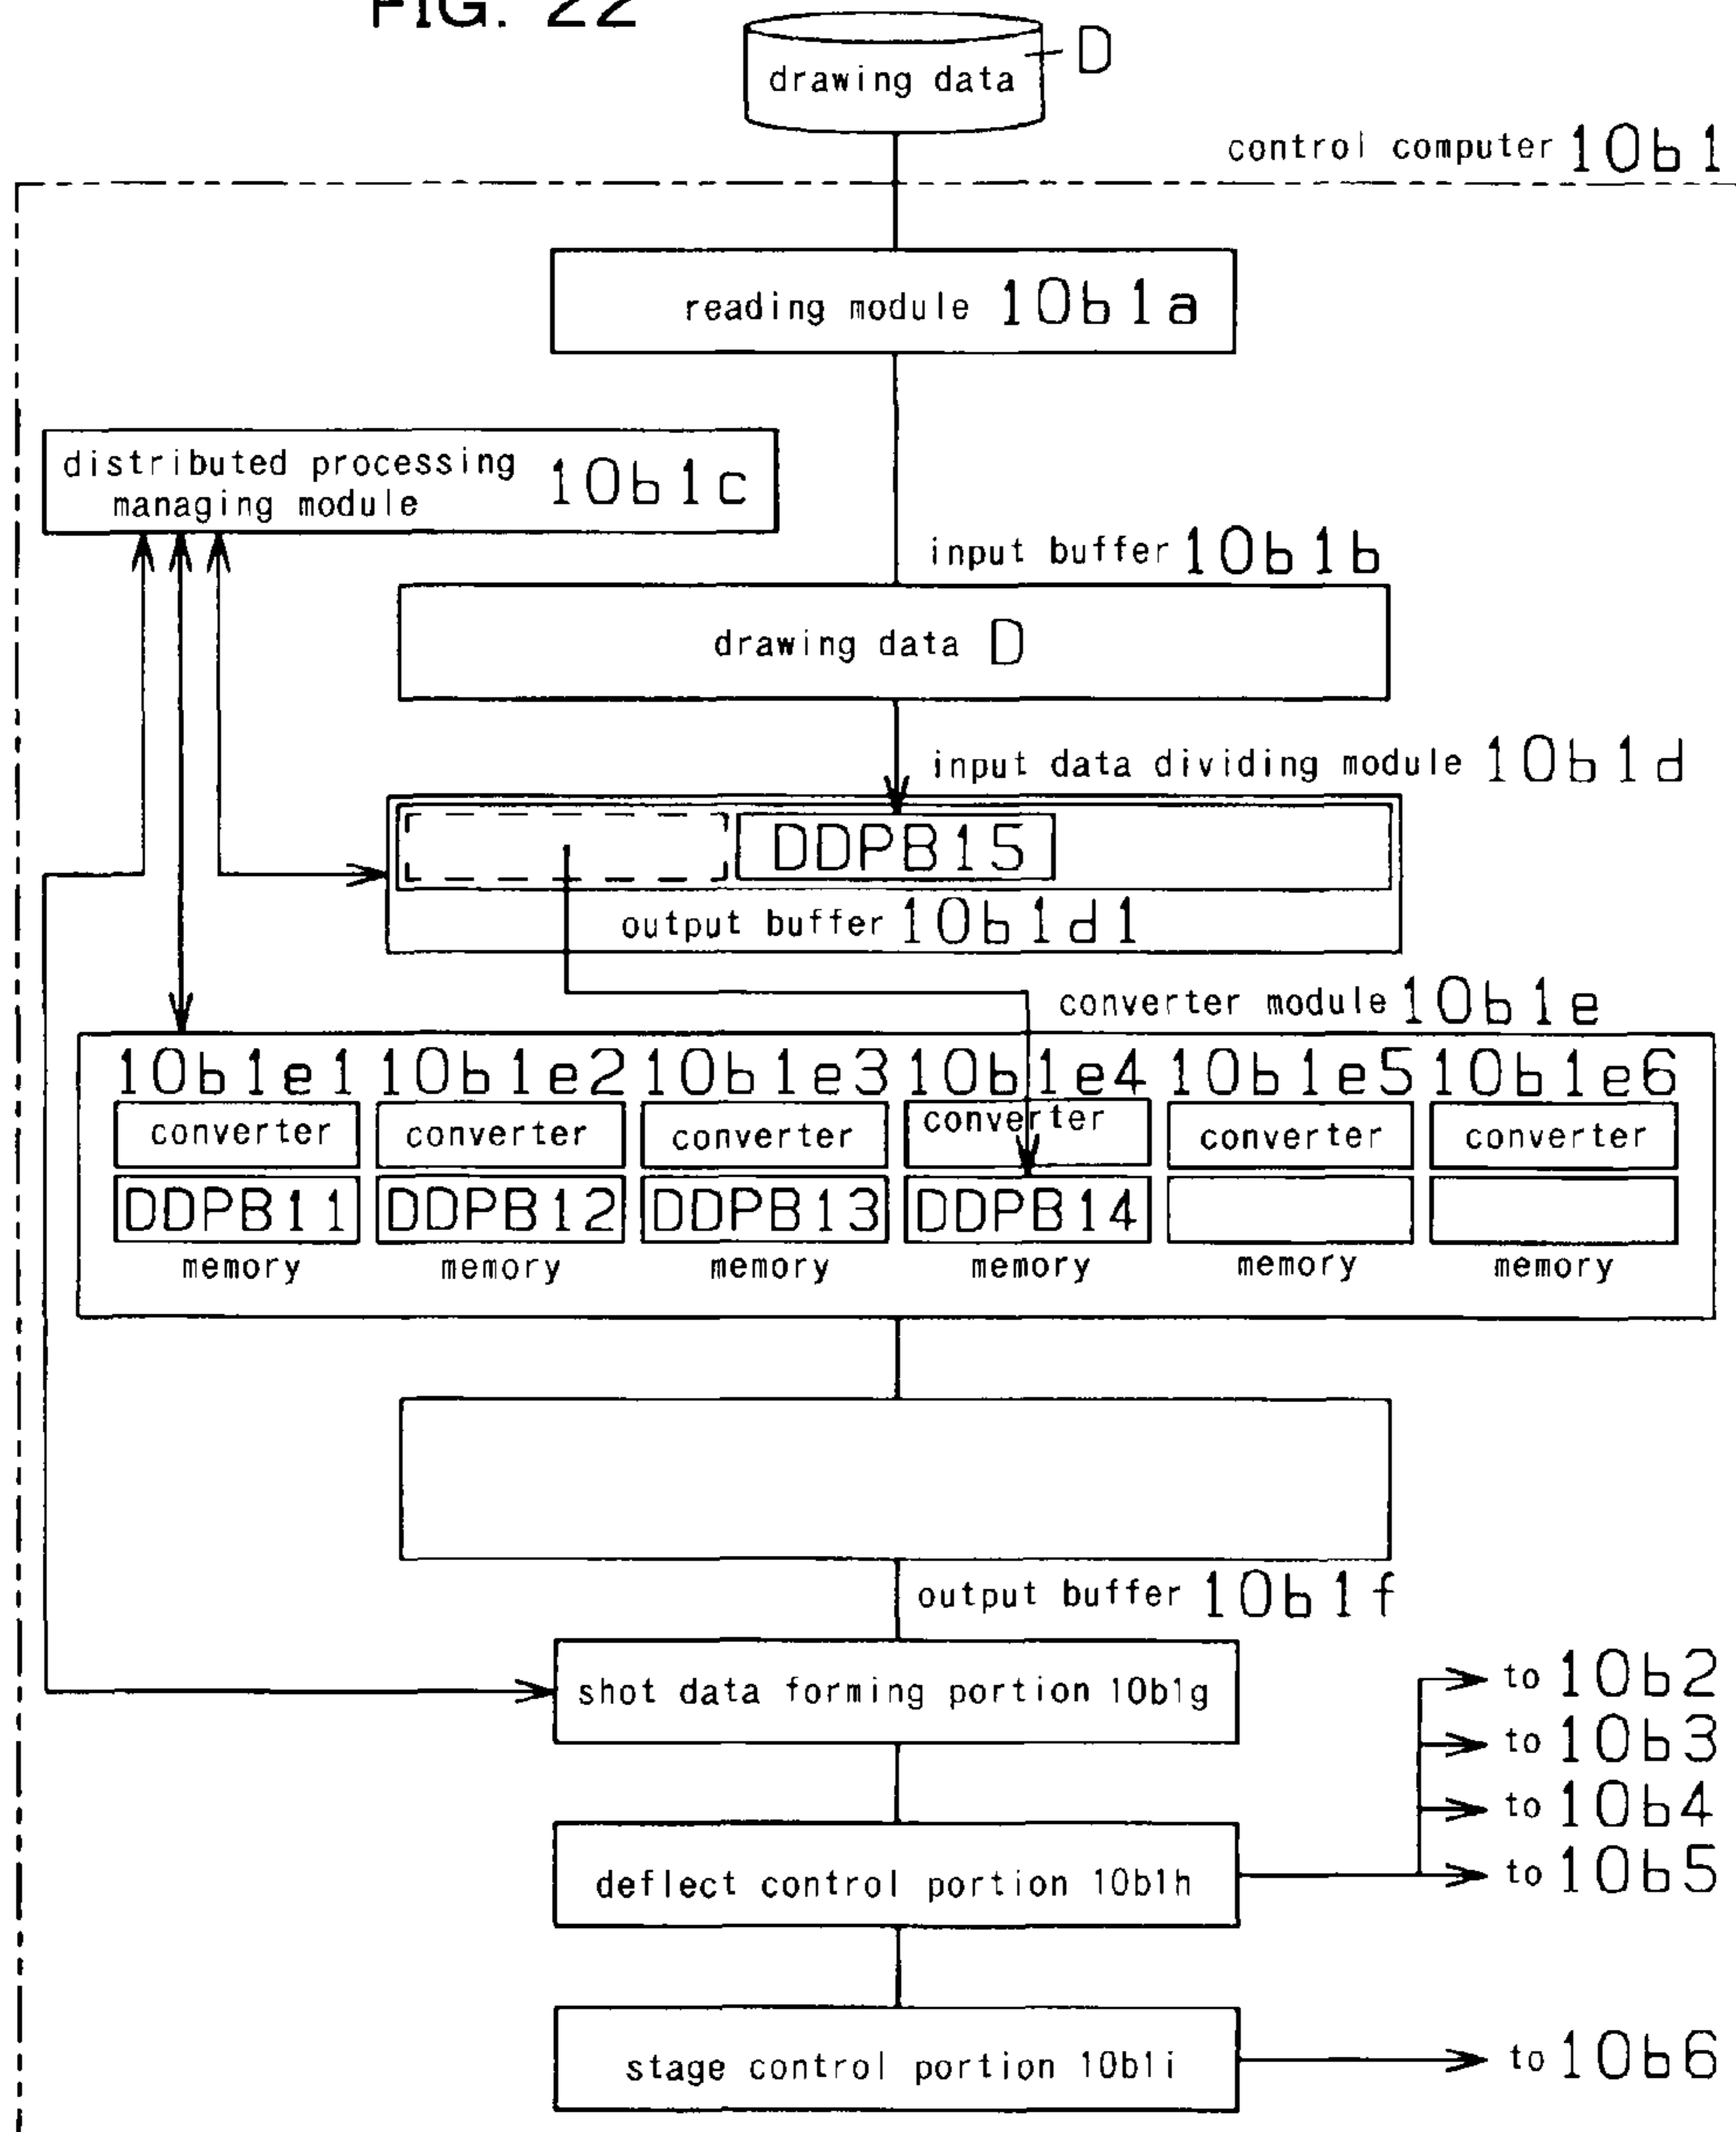 FIG. 22
drawing data D
control computer 10b1
reading module 10b1a
distributed processing
managing module 10b1c
input buffer 10b1b
drawing data D
input data dividing module 10b1d
DDPB15
output buffer 10b1d1
converter module 10b1e
10b1e1 10b1e2 10b1e3 10b1e4 10b1e5 10b1e6
converter converter converter converter converter converter
DDPB11 DDPB12 DDPB13 DDPB14
memory memory memory memory memory memory
output buffer 10b1f
shot data forming portion 10b1g
to 10b2
to 10b3
to 10b4
deflect control portion 10b1h
to 10b5
stage control portion 10b1i
to 10b6